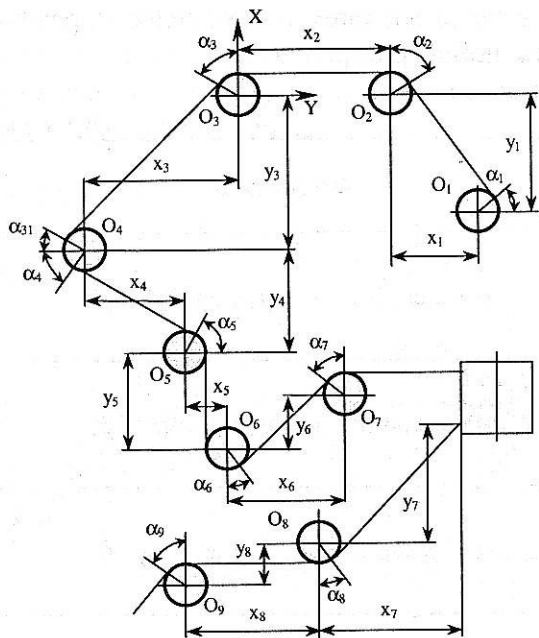 X
α₃ x₂ α₂
O₃ Y O₂
x₃ y₃ y₁
O₁ α₁
α₃₁ O₄ x₁
α₄ x₄ y₄
α₅ α₇
O₅ x₅
y₅ O₆ y₆ O₇
α₆ x₆ y₇
O₈
α₉ y₈
O₉ α₈
x₈ x₇